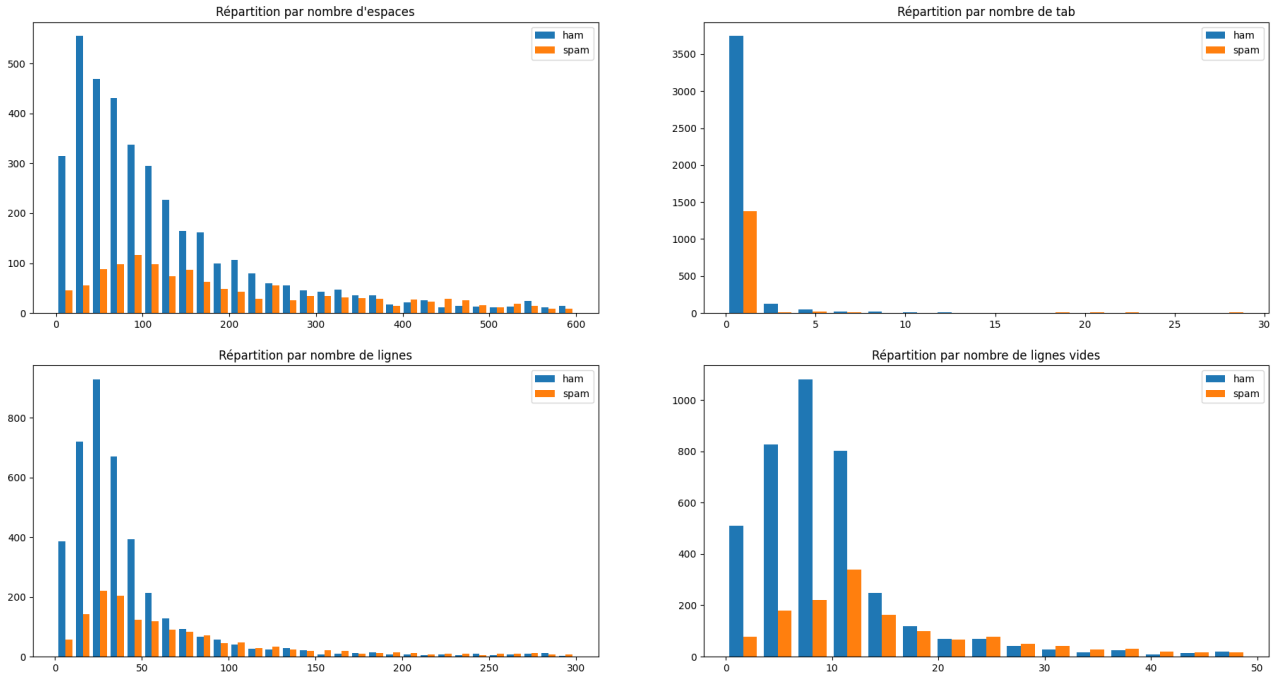 Répartition par nombre d'espaces
ham
spam
500
400
300
200
100
0
0 100 200 300 400 500 600
Répartition par nombre de tab
ham
spam
3500
3000
2500
2000
1500
1000
500
0
0 5 10 15 20 25 30
Répartition par nombre de lignes
ham
spam
800
600
400
200
0
0 50 100 150 200 250 300
Répartition par nombre de lignes vides
ham
spam
1000
800
600
400
200
0
0 10 20 30 40 50